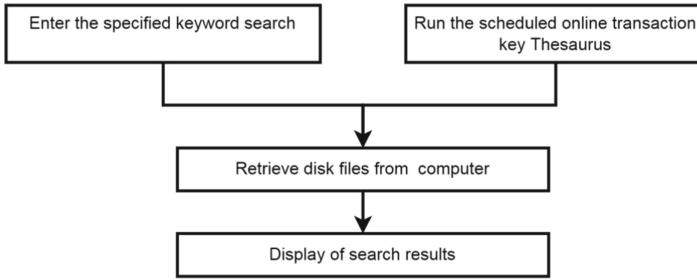 Enter the specified keyword search
Run the scheduled online transaction
key Thesaurus
Retrieve disk files from computer
Display of search results